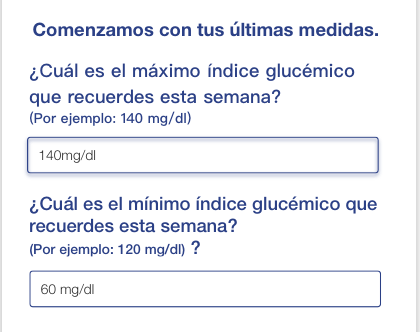 Comenzamos con tus últimas medidas.
¿Cuál es el máximo índice glucémico
que recuerdes esta semana?
(Por ejemplo: 140 mg/dl)
140mg/dl
¿Cuál es el mínimo índice glucémico que
recuerdes esta semana?
(Por ejemplo: 120 mg/dl) ?
60 mg/dl